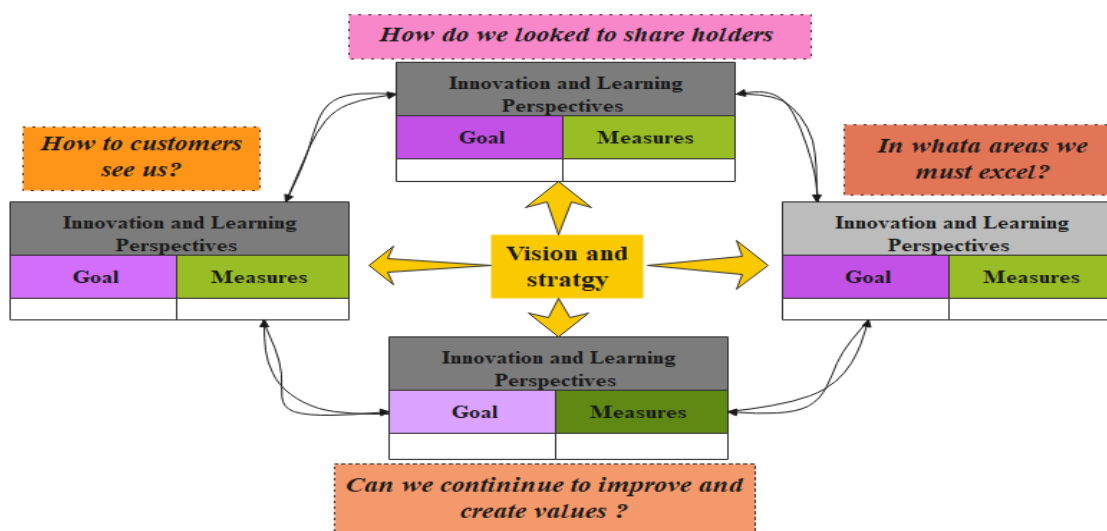 How do we looked to share holders
Innovation and Learning
Perspectives
Goal Measures
How to customers
see us?
In whata areas we
must excel?
Innovation and Learning
Perspectives
Goal Measures
Vision and
stratgy
Innovation and Learning
Perspectives
Goal Measures
Innovation and Learning
Perspectives
Goal Measures
Can we contininue to improve and
create values ?